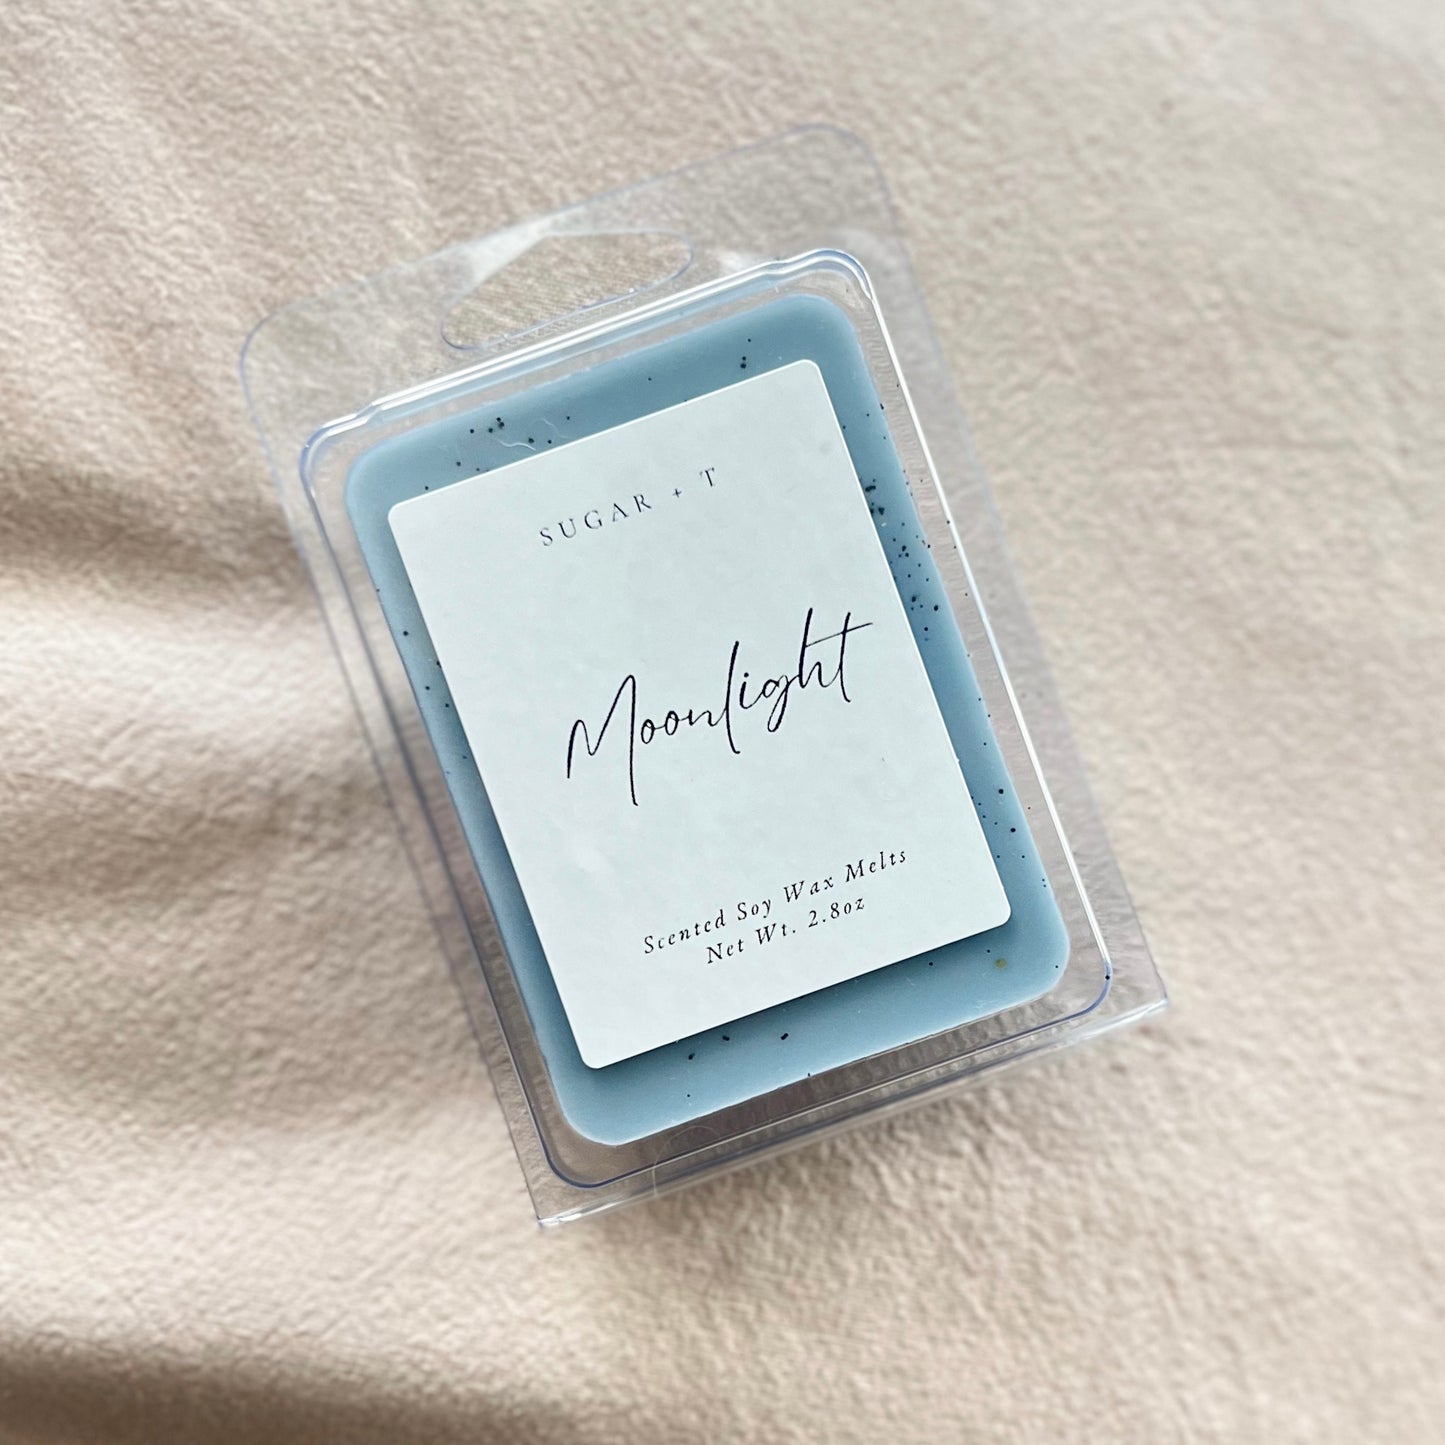 SUGAR + T
Moonlight
Scented Soy Wax Melts
Net Wt. 2.8oz